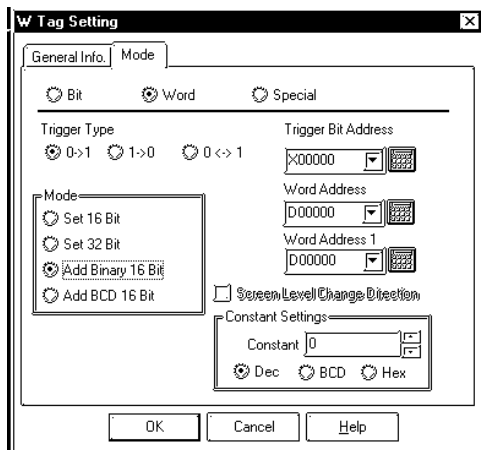 W Tag Setting
General Info. Mode
Bit Word Special
Trigger Type
0->1 1->0 0 <-> 1
Trigger Bit Address
X00000
Mode
Set 16 Bit
Set 32 Bit
Add Binary 16 Bit
Add BCD 16 Bit
Word Address
D00000
Word Address 1
D00000
Screen Level Change Direction
Constant Settings
Constant 0
Dec BCD Hex
OK Cancel Help